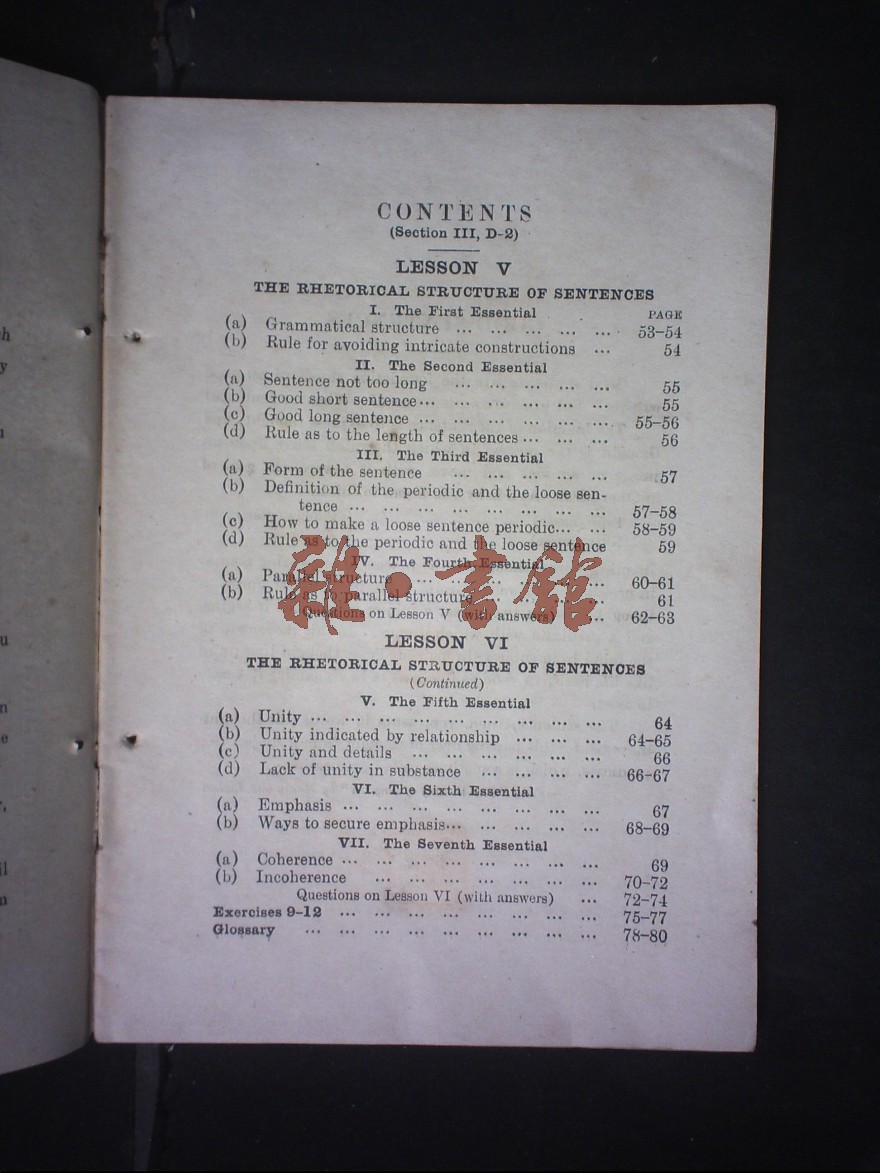 CONTENTS
(Section III, D-2)
LESSON V
THE RHETORICAL STRUCTURE OF SENTENCES
I. The First Essential PAGE
(a) Grammatical structure ... ... ... ... ... 53–54
(b) Rule for avoiding intricate constructions ... 54
II. The Second Essential
(a) Sentence not too long ... ... ... ... ... 55
(b) Good short sentence ... ... ... ... ... ... 55
(c) Good long sentence ... ... ... ... ... ... 55–56
(d) Rule as to the length of sentences ... ... ... 56
III. The Third Essential
(a) Form of the sentence ... ... ... ... ... 57
(b) Definition of the periodic and the loose sen-
tence ... ... ... ... ... ... ... ... 57–58
(c) How to make a loose sentence periodic... ... 58–59
(d) Rule as to the periodic and the loose sentence 59
IV. The Fourth Essential
(a) Parallel structure ... ... ... ... ... ... 60–61
(b) Rule as to parallel structure ... ... ... ... 61
Questions on Lesson V (with answers) ... 62–63
雜·書館
LESSON VI
THE RHETORICAL STRUCTURE OF SENTENCES
(Continued)
V. The Fifth Essential
(a) Unity ... ... ... ... ... ... ... ... ... 64
(b) Unity indicated by relationship ... ... ... 64–65
(c) Unity and details ... ... ... ... ... ... 66
(d) Lack of unity in substance ... ... ... ... 66–67
VI. The Sixth Essential
(a) Emphasis ... ... ... ... ... ... ... ... 67
(b) Ways to secure emphasis... ... ... ... ... 68–69
VII. The Seventh Essential
(a) Coherence ... ... ... ... ... ... ... ... 69
(b) Incoherence ... ... ... ... ... ... ... 70–72
Questions on Lesson VI (with answers) ... 72–74
Exercises 9–12 ... ... ... ... ... ... ... ... 75–77
Glossary ... ... ... ... ... ... ... ... ... 78–80